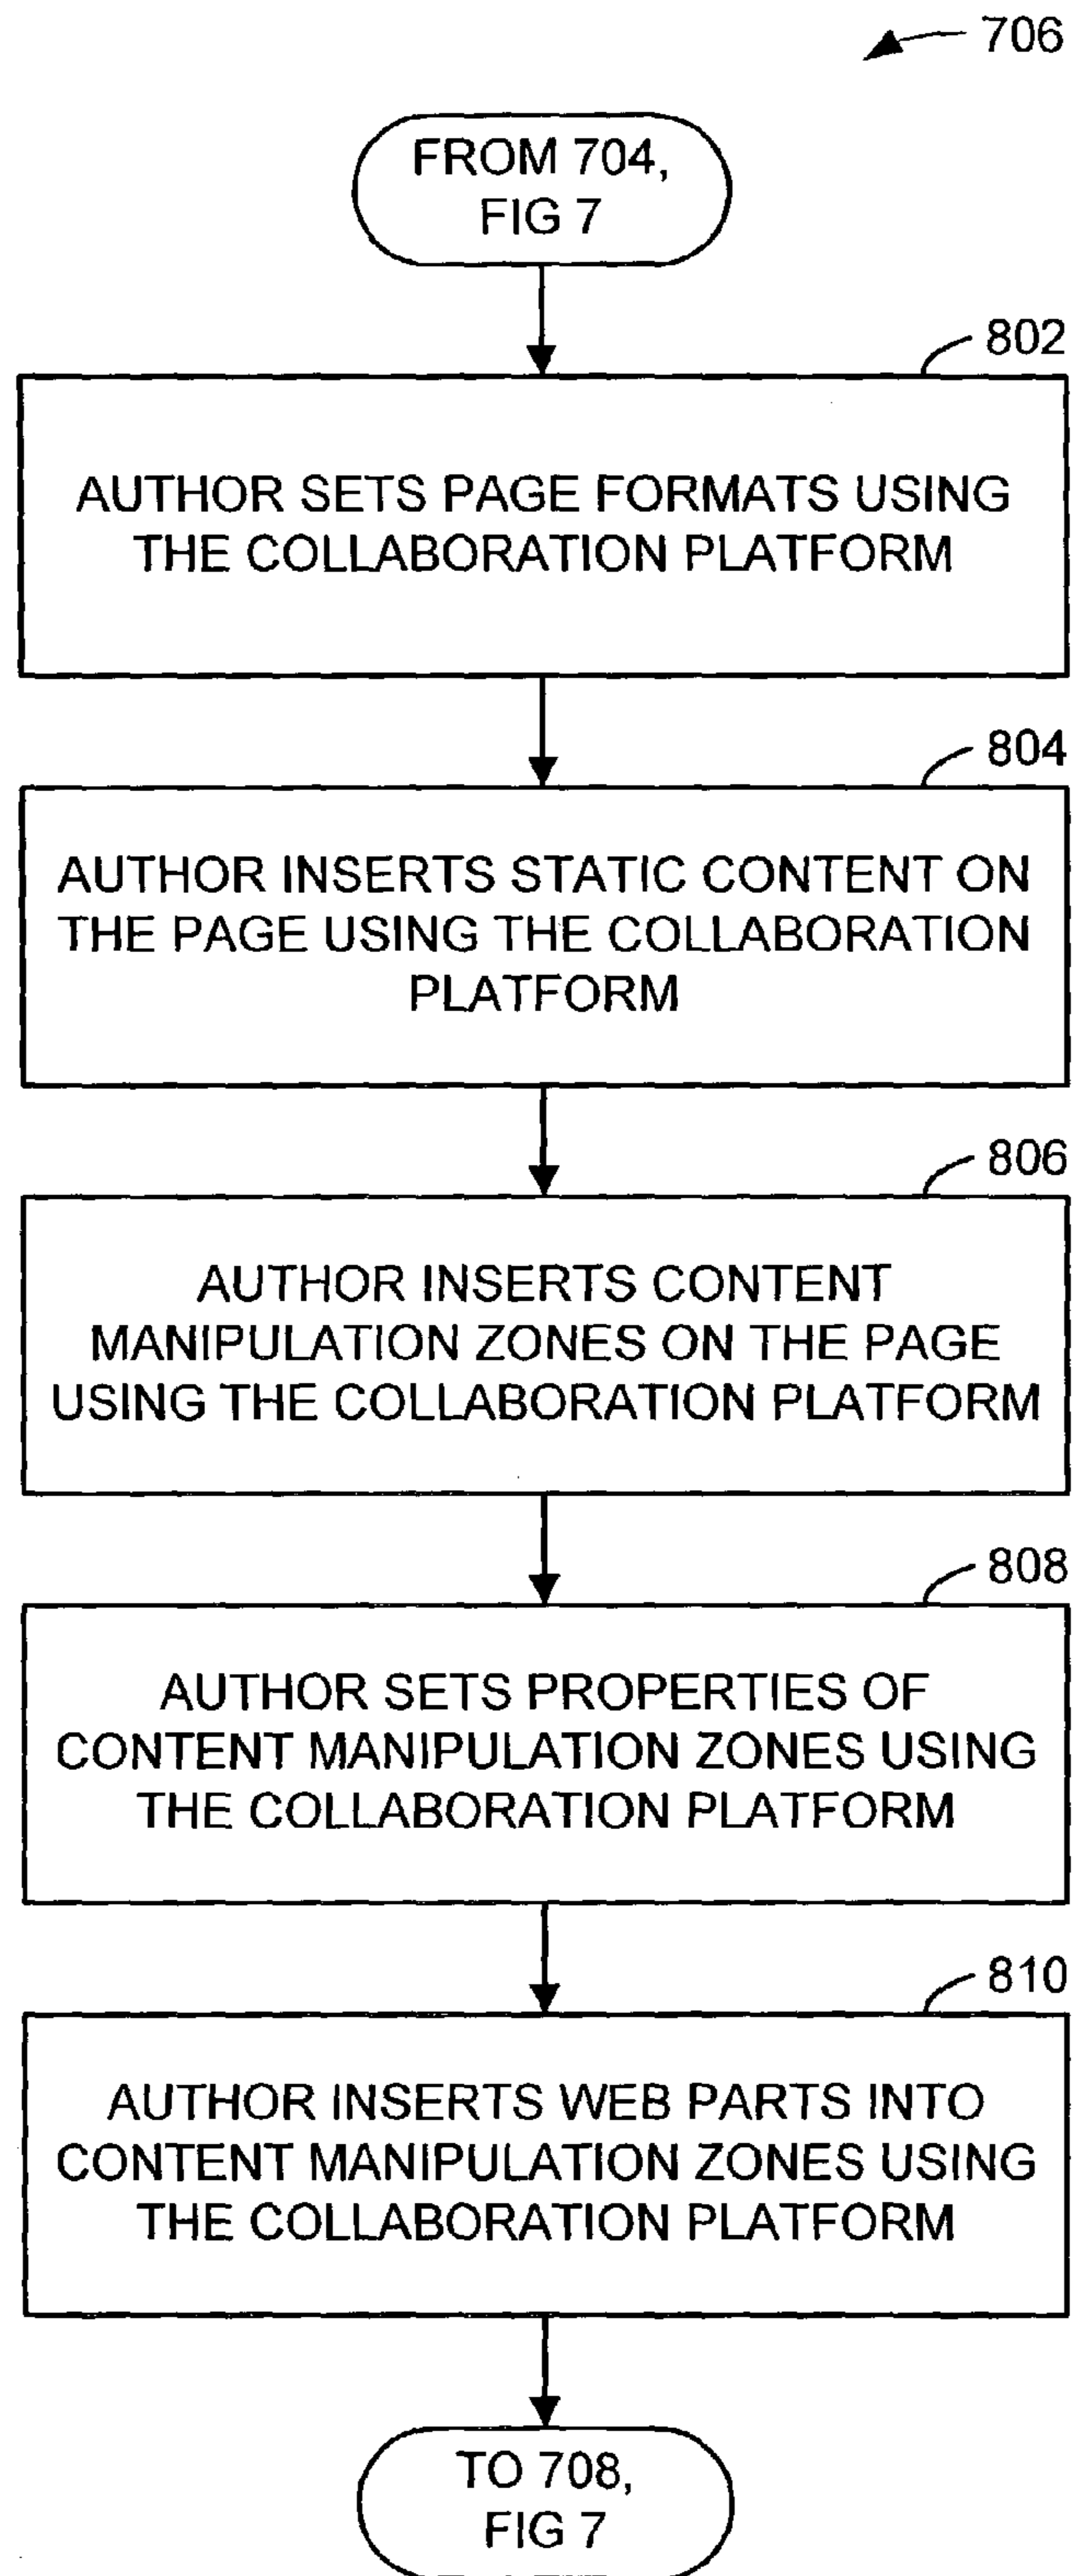 706
FROM 704,
FIG 7
802
AUTHOR SETS PAGE FORMATS USING
THE COLLABORATION PLATFORM
804
AUTHOR INSERTS STATIC CONTENT ON
THE PAGE USING THE COLLABORATION
PLATFORM
806
AUTHOR INSERTS CONTENT
MANIPULATION ZONES ON THE PAGE
USING THE COLLABORATION PLATFORM
808
AUTHOR SETS PROPERTIES OF
CONTENT MANIPULATION ZONES USING
THE COLLABORATION PLATFORM
810
AUTHOR INSERTS WEB PARTS INTO
CONTENT MANIPULATION ZONES USING
THE COLLABORATION PLATFORM
TO 708,
FIG 7